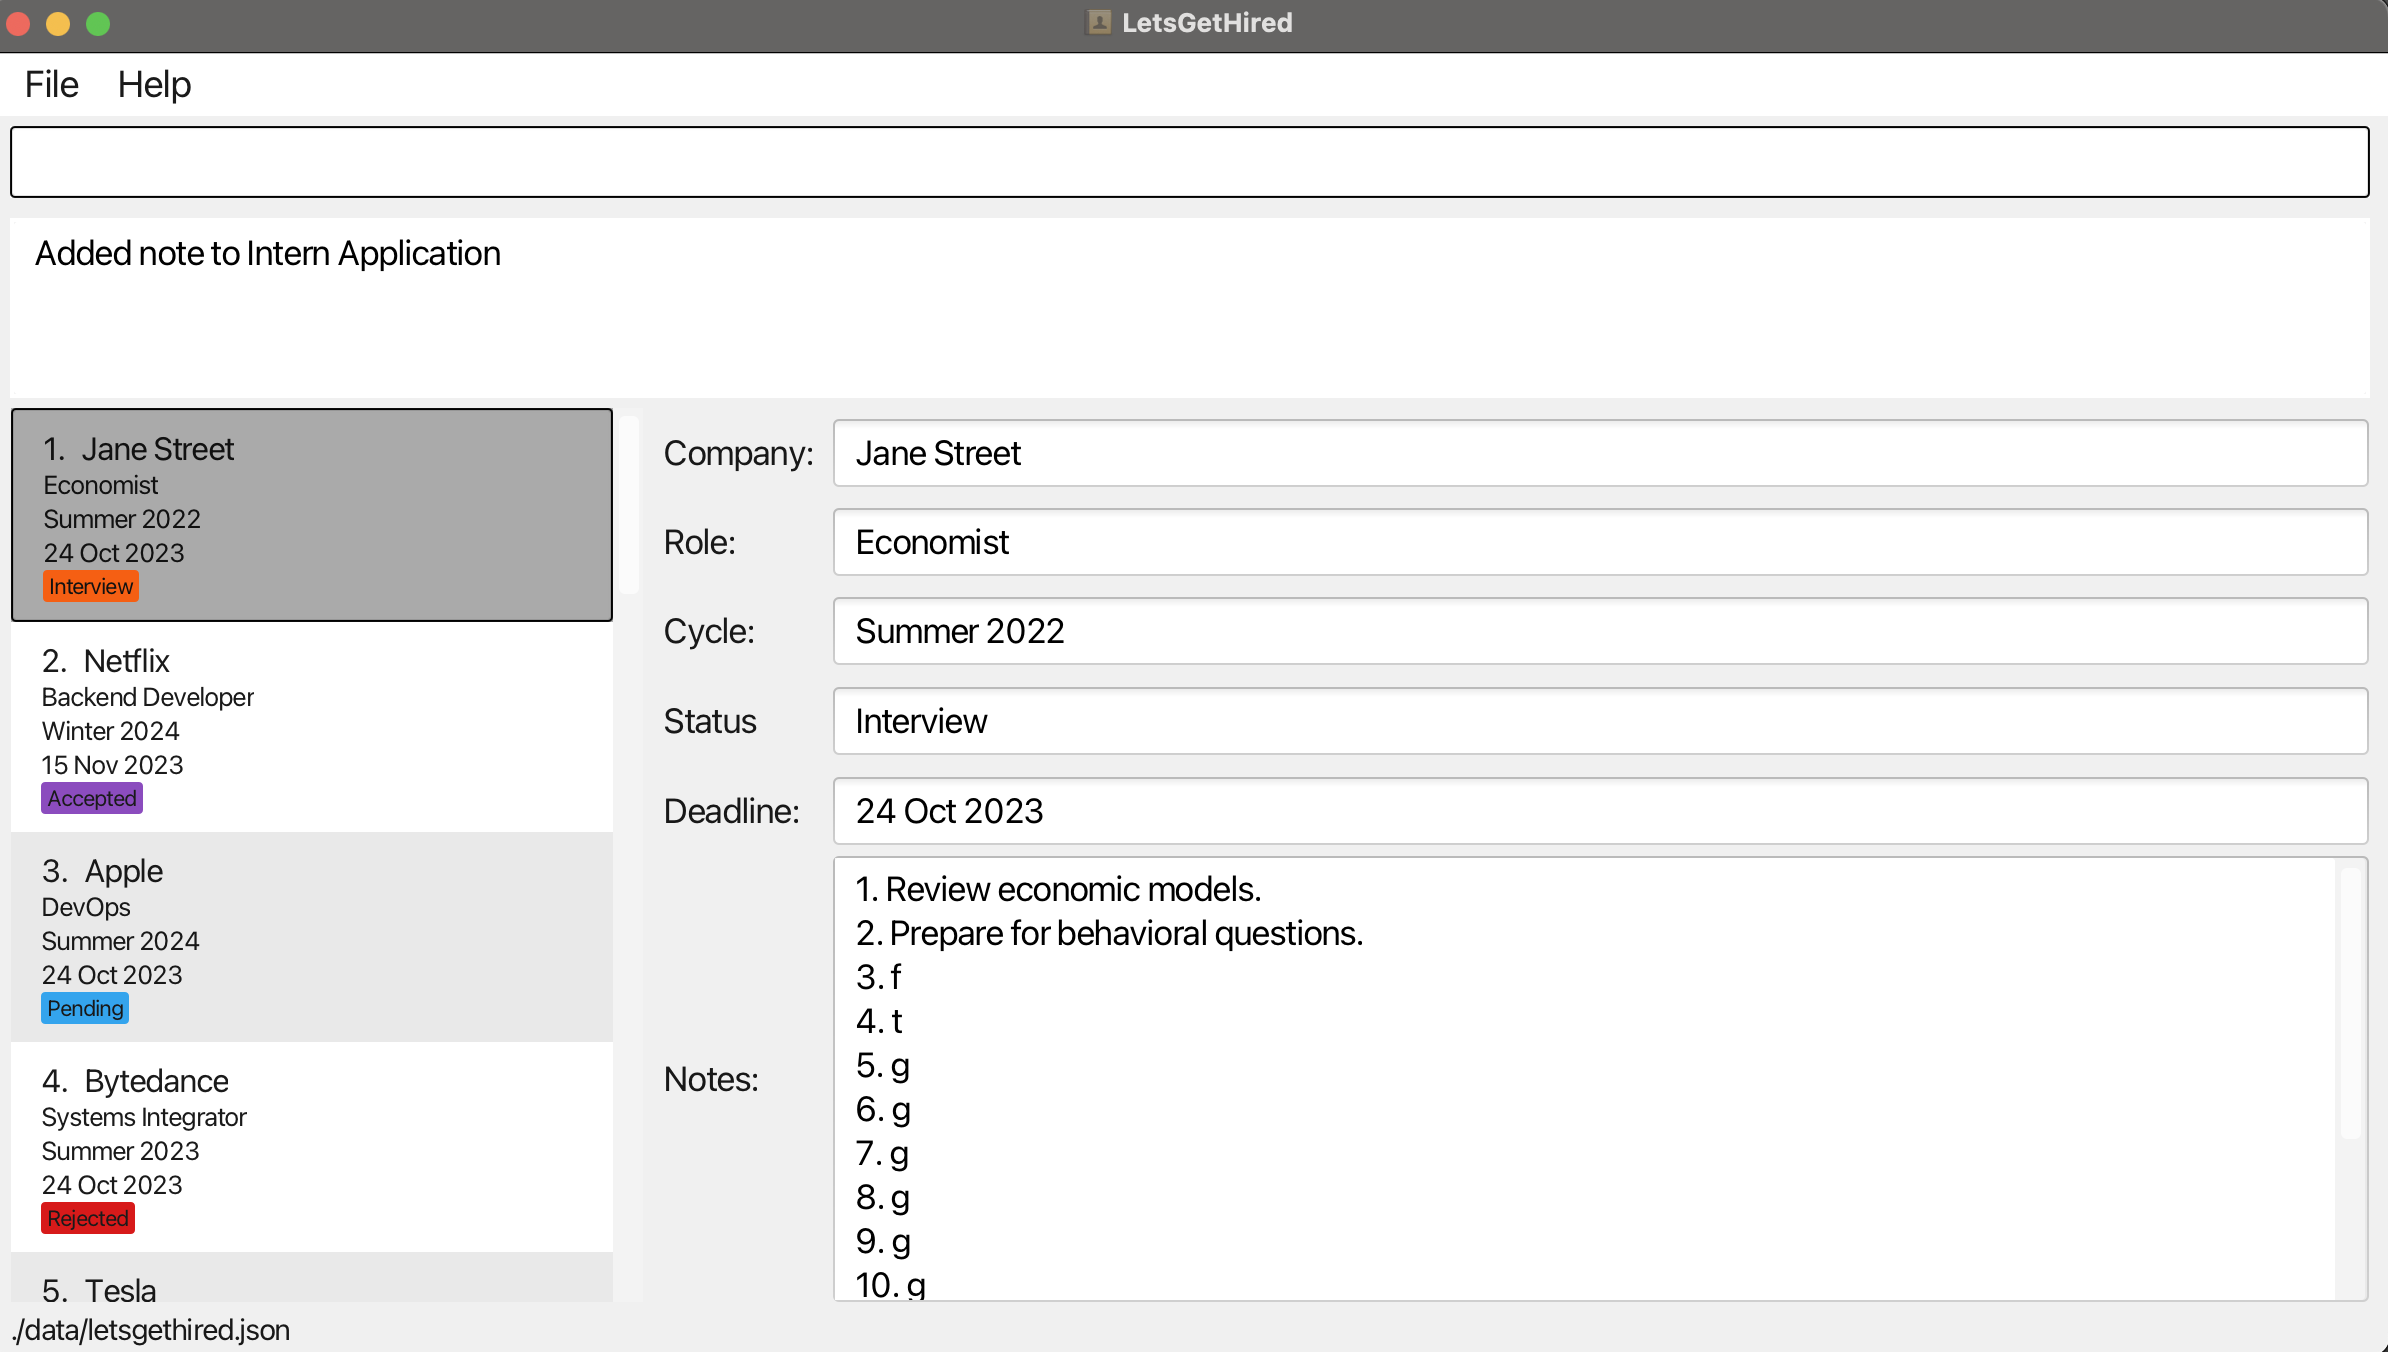 LetsGetHired
File Help
Added note to Intern Application
1. Jane Street
Economist
Summer 2022
24 Oct 2023
Interview
2. Netflix
Backend Developer
Winter 2024
15 Nov 2023
Accepted
3. Apple
DevOps
Summer 2024
24 Oct 2023
Pending
4. Bytedance
Systems Integrator
Summer 2023
24 Oct 2023
Rejected
5. Tesla
Company: Jane Street
Role: Economist
Cycle: Summer 2022
Status Interview
Deadline: 24 Oct 2023
Notes:
1. Review economic models.
2. Prepare for behavioral questions.
3. f
4. t
5. g
6. g
7. g
8. g
9. g
10. g
./data/letsgethired.json